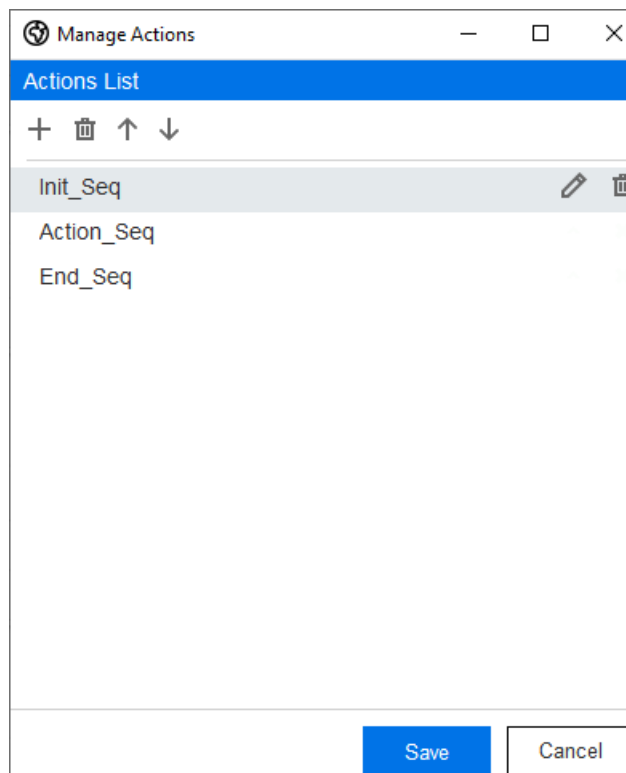 Manage Actions
Actions List
Init_Seq
Action_Seq
End_Seq
Save Cancel